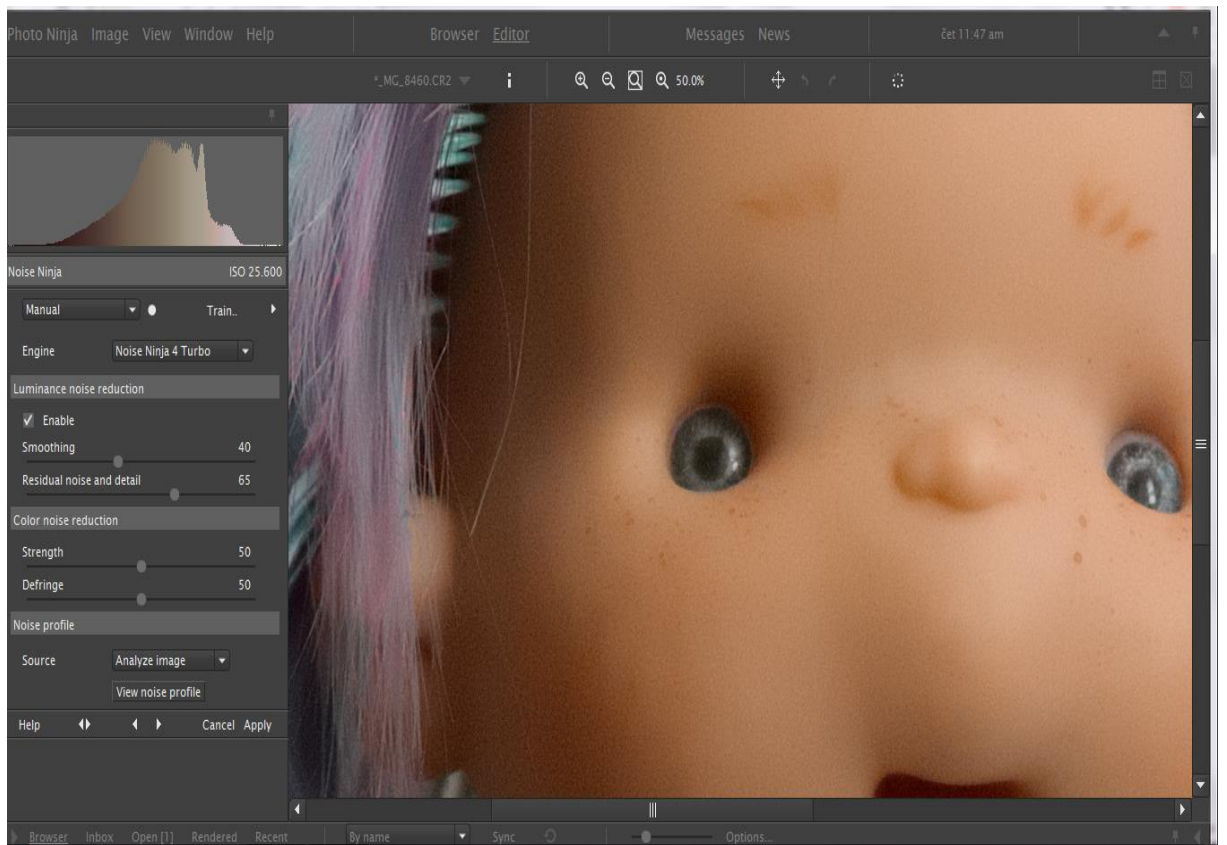 Photo Ninja Image View Window Help Browser Editor Messages News čet 11.47 am
*_MG_8460.CR2 i 50.0%
Noise Ninja ISO 25.600
Manual Train..
Engine Noise Ninja 4 Turbo
Luminance noise reduction
Enable
Smoothing 40
Residual noise and detail 65
Color noise reduction
Strength 50
Defringe 50
Noise profile
Source Analyze image
View noise profile
Help Cancel Apply
Browser Inbox Open [1] Rendered Recent By name Sync Options...